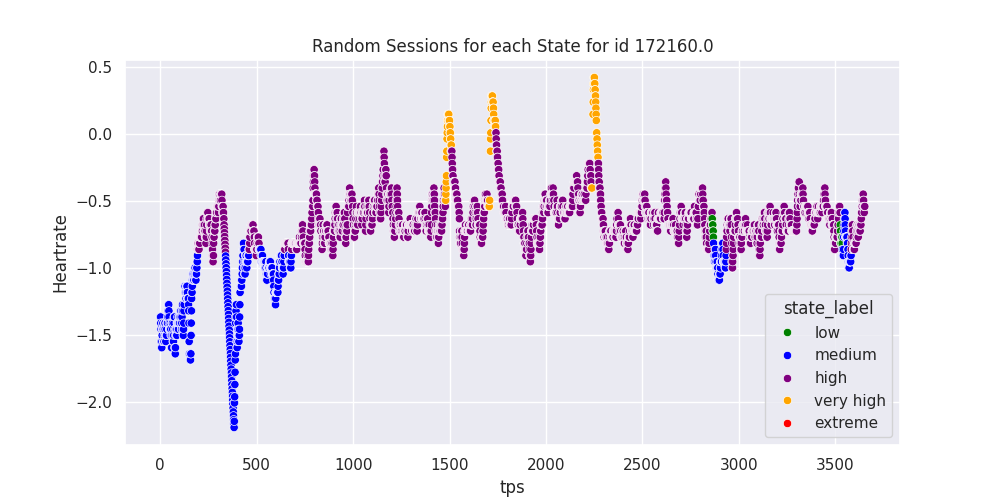 Random Sessions for each State for id 172160.0
Heartrate
0.5
0.0
−0.5
−1.0
−1.5
−2.0
0 500 1000 1500 2000 2500 3000 3500
tps
state_label
low
medium
high
very high
extreme